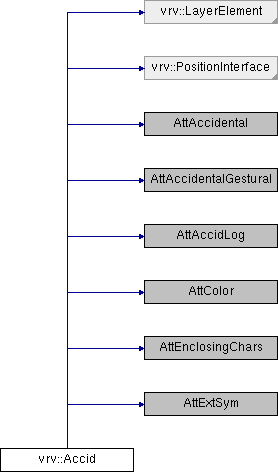 vrv::LayerElement
vrv::PositionInterface
AttAccidental
AttAccidentalGestural
AttAccidLog
AttColor
AttEnclosingChars
AttExtSym
vrv::Accid